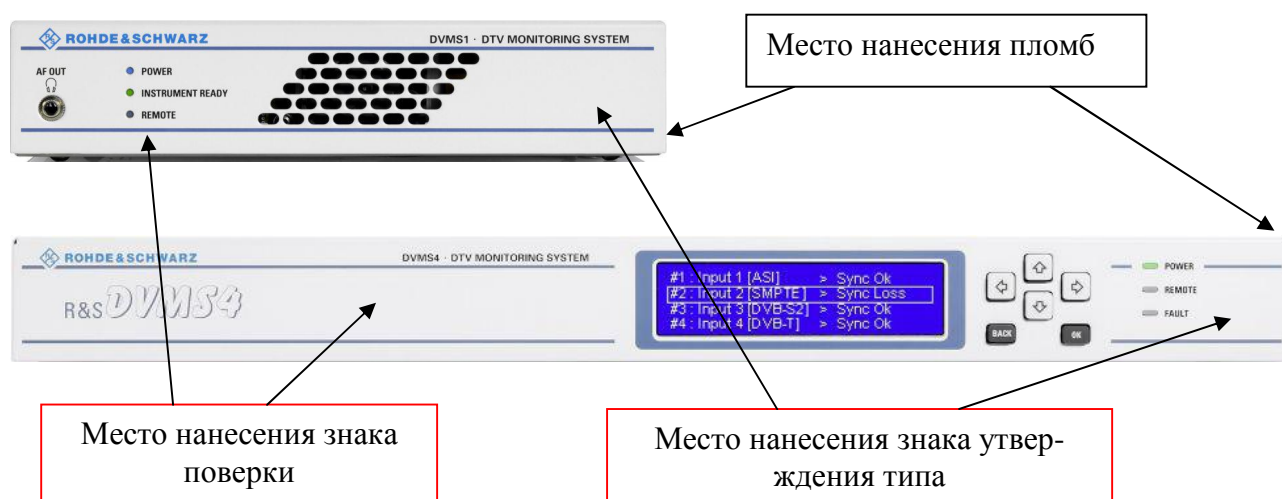 ROHDE&SCHWARZ
DVMS1 · DTV MONITORING SYSTEM
Место нанесения пломб
AF OUT
POWER
INSTRUMENT READY
REMOTE
ROHDE&SCHWARZ
DVMS4 · DTV MONITORING SYSTEM
R&S DVMS4
#1 : Input 1 [ASI] > Sync Ok
#2 : Input 2 [SMPTE] > Sync Loss
#3 : Input 3 [DVB-S2] > Sync Ok
#4 : Input 4 [DVB-T] > Sync Ok
BACK
OK
POWER
REMOTE
FAULT
Место нанесения знака
поверки
Место нанесения знака утвер-
ждения типа